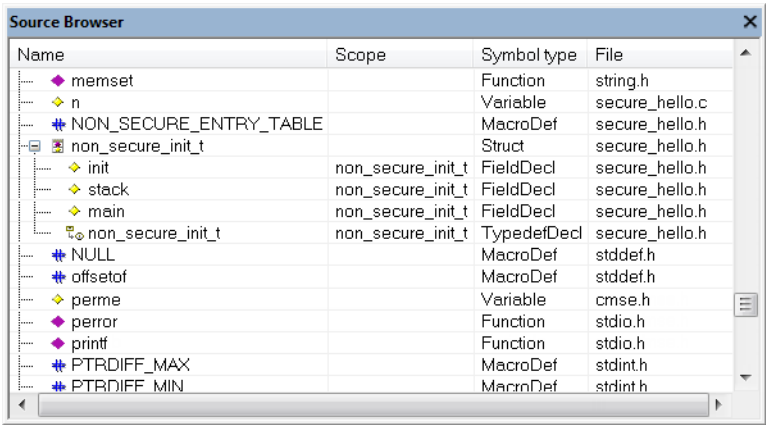 Source Browser
Name Scope Symbol type File
memset Function string.h
n Variable secure_hello.c
NON_SECURE_ENTRY_TABLE MacroDef secure_hello.h
non_secure_init_t Struct secure_hello.h
init non_secure_init_t FieldDecl secure_hello.h
stack non_secure_init_t FieldDecl secure_hello.h
main non_secure_init_t FieldDecl secure_hello.h
non_secure_init_t non_secure_init_t TypedefDecl secure_hello.h
NULL MacroDef stddef.h
offsetof MacroDef stddef.h
perme Variable cmse.h
perror Function stdio.h
printf Function stdio.h
PTRDIFF_MAX MacroDef stdint.h
PTRDIFF_MIN MacroDef stdint.h